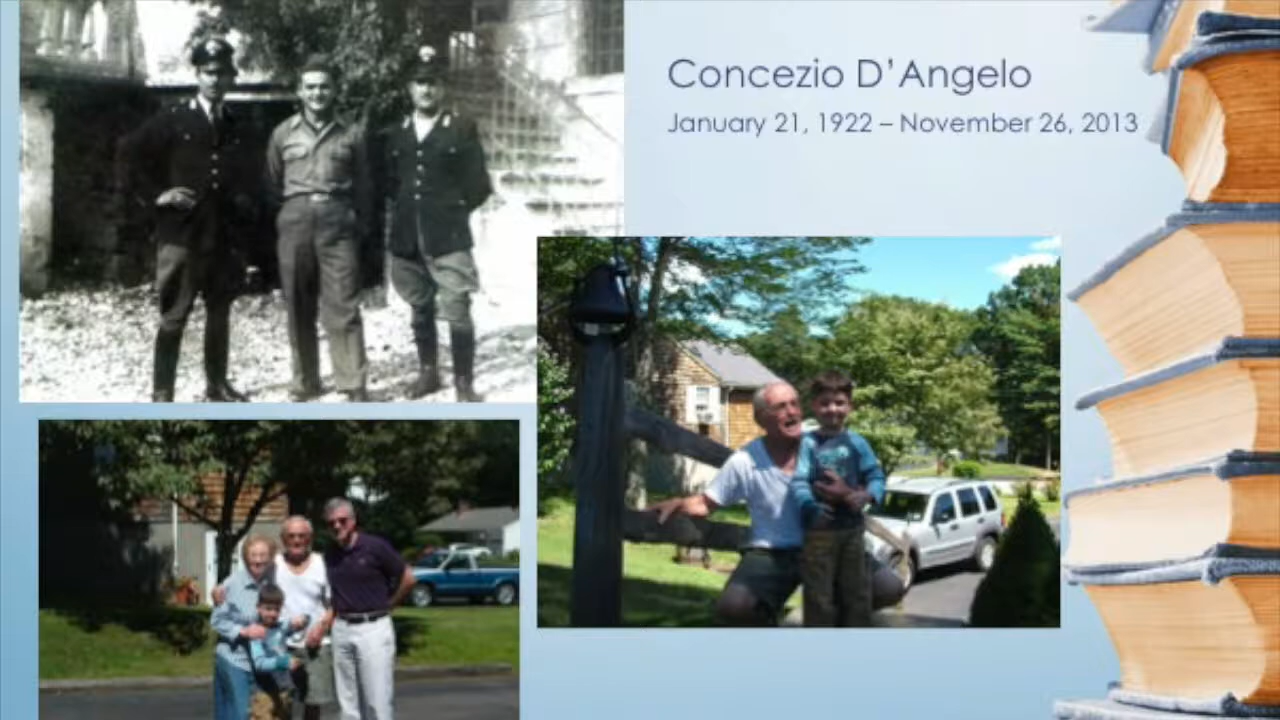 Concezio D’Angelo
January 21, 1922 – November 26, 2013